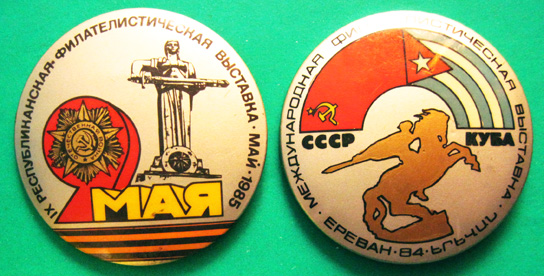 IX РЕСПУБЛИКАНСКАЯ ФИЛАТЕЛИСТИЧЕСКАЯ ВЫСТАВКА · МАЙ · 1985
9 МАЯ
МЕЖДУНАРОДНАЯ ФИЛАТЕЛИСТИЧЕСКАЯ ВЫСТАВКА ·
СССР КУБА
· ЕРЕВАН · 84 · ԵՐԵՎԱՆ